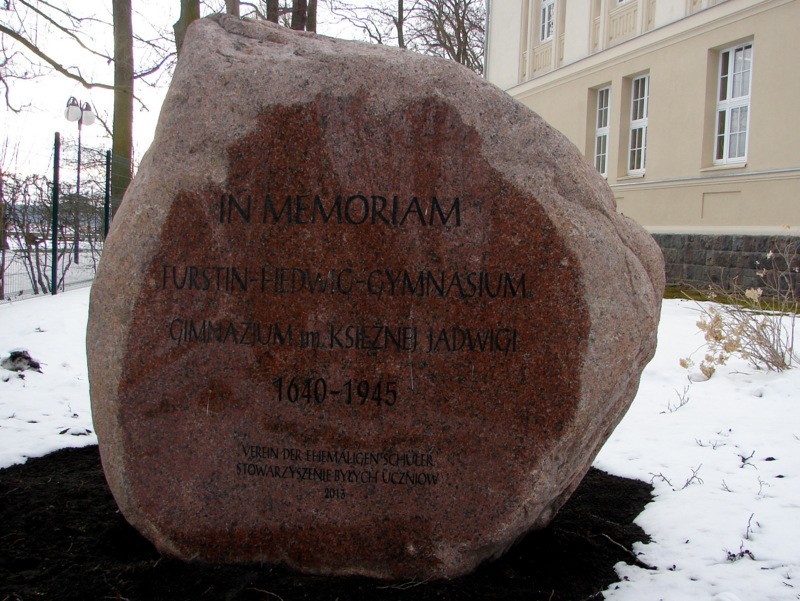 IN MEMORIAM
FÜRSTIN-HEDWIG-GYMNASIUM
GIMNAZJUM im. KSIĘŻNEJ JADWIGI
1640-1945
VEREIN DER EHEMALIGEN SCHÜLER
STOWARZYSZENIE BYŁYCH UCZNIÓW
2013